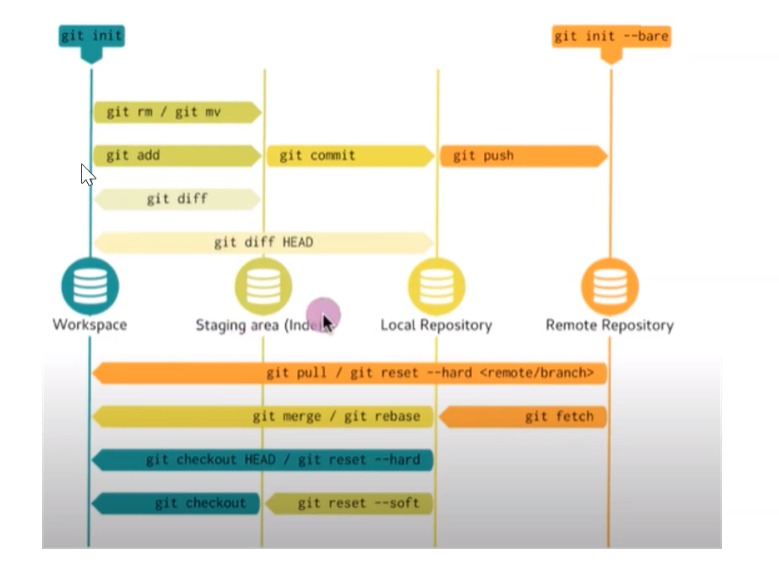 git init
git init --bare
git rm / git mv
git add
git commit
git push
git diff
git diff HEAD
Workspace
Staging area (Inde
Local Repository
Remote Repository
git pull / git reset --hard <remote/branch>
git merge / git rebase
git fetch
git checkout HEAD / git reset --hard
git checkout
git reset --soft